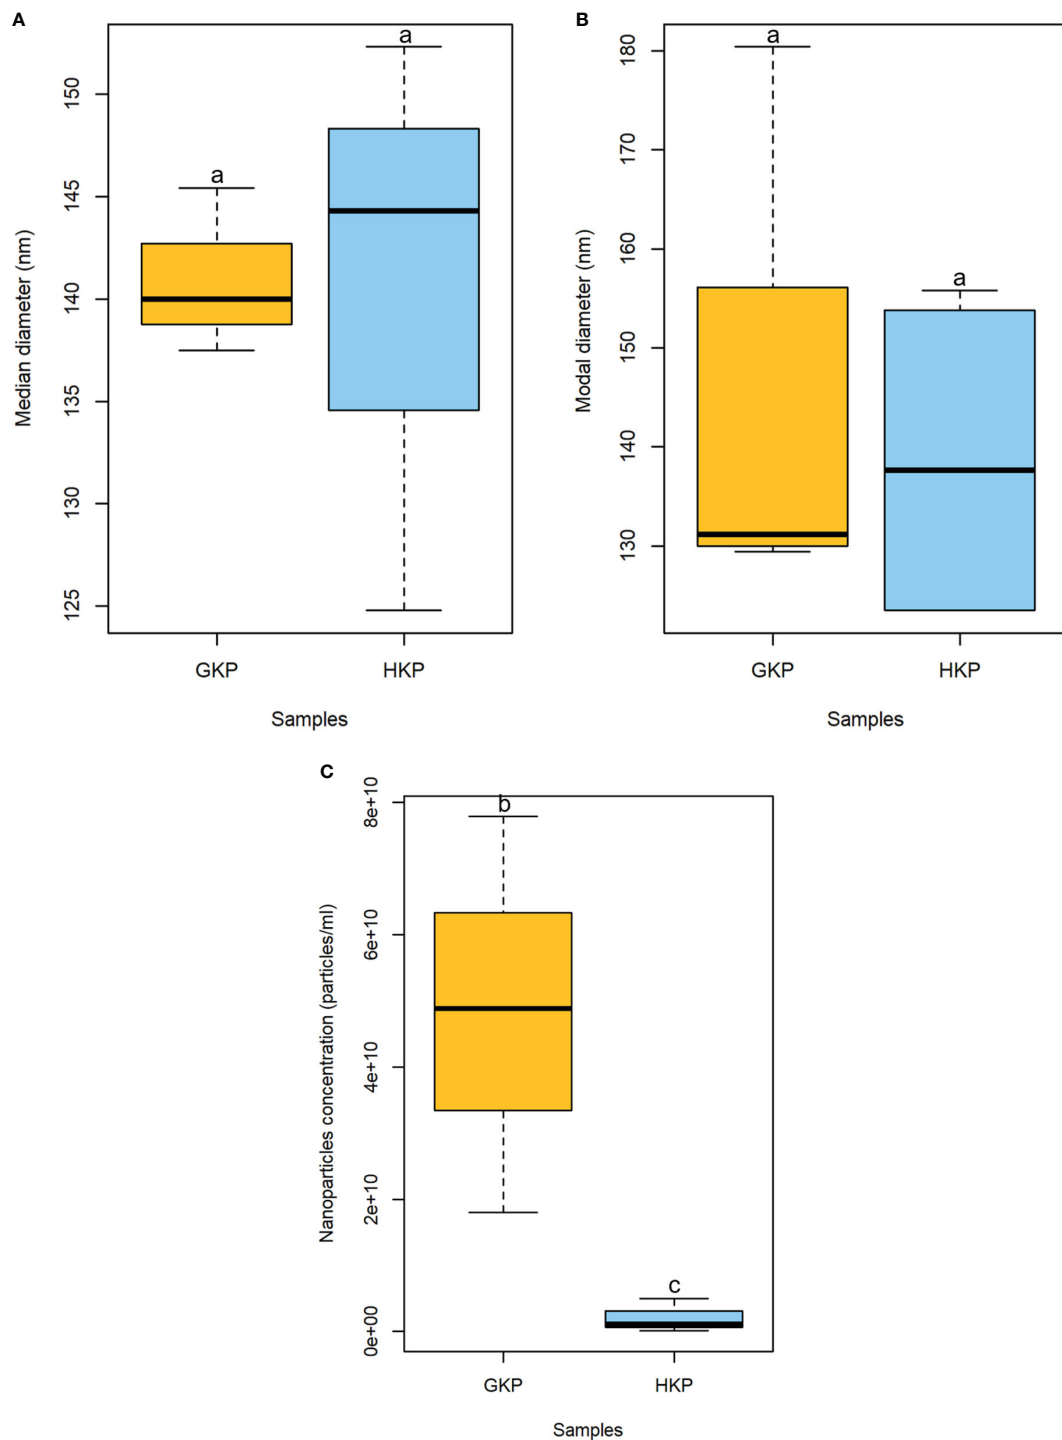 A
Median diameter (nm)
150
145
140
135
130
125
a
a
GKP
HKP
Samples
B
Modal diameter (nm)
180
170
160
150
140
130
a
a
GKP
HKP
Samples
C
Nanoparticles concentration (particles/ml)
8e+10
6e+10
4e+10
2e+10
0e+00
b
c
GKP
HKP
Samples